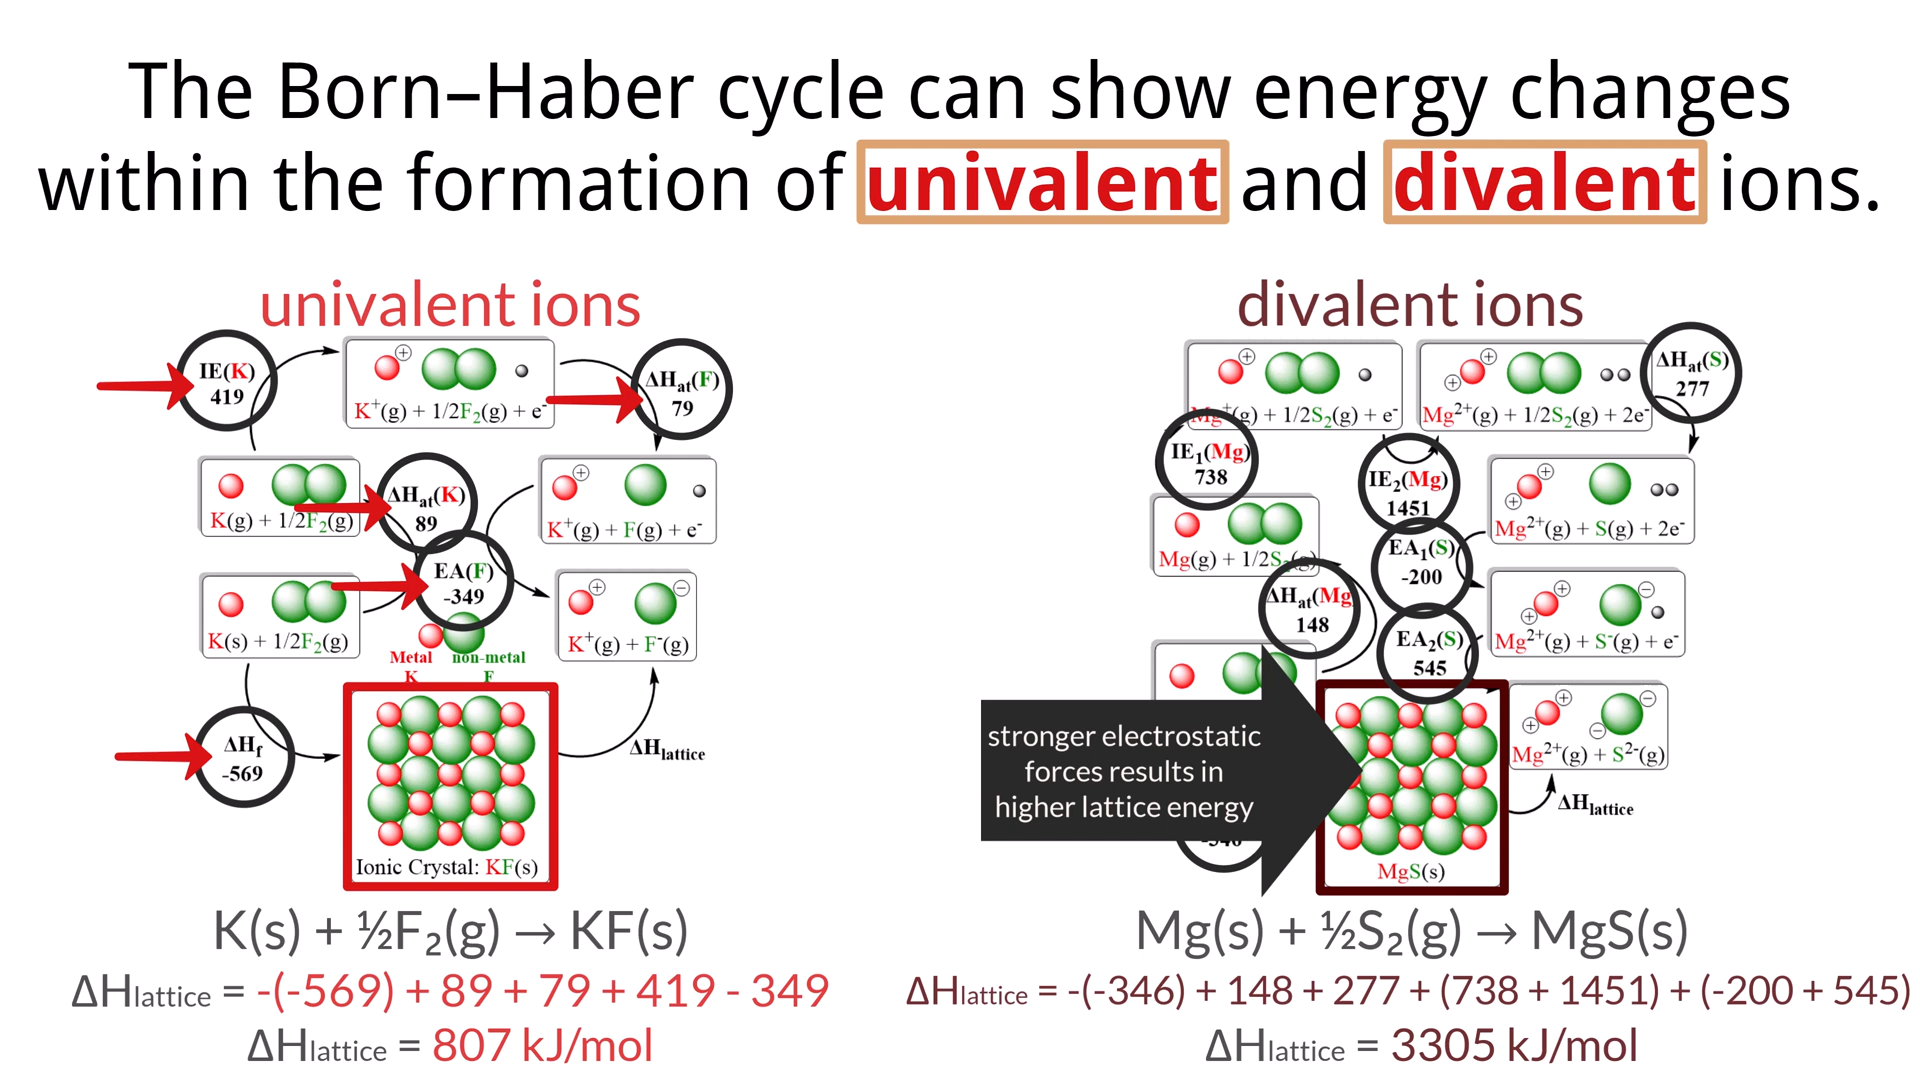 The Born–Haber cycle can show energy changes
within the formation of univalent and divalent ions.
univalent ions
IE(K)
419
K⁺(g) + 1/2F₂(g) + e⁻
ΔHat(F)
79
K(g) + 1/2F₂(g)
ΔHat(K)
89
K⁺(g) + F(g) + e⁻
EA(F)
-349
K(s) + 1/2F₂(g)
K⁺(g) + F⁻(g)
Metal non-metal
K F
ΔHf
-569
ΔHlattice
Ionic Crystal: KF(s)
K(s) + ½F₂(g) → KF(s)
ΔHlattice = -(-569) + 89 + 79 + 419 - 349
ΔHlattice = 807 kJ/mol
divalent ions
Mg⁺(g) + 1/2S₂(g) + e⁻
Mg²⁺(g) + 1/2S₂(g) + 2e⁻
ΔHat(S)
277
IE₁(Mg)
738
IE₂(Mg)
1451
Mg²⁺(g) + S(g) + 2e⁻
Mg(g) + 1/2S₂(g)
EA₁(S)
-200
ΔHat(Mg
148
EA₂(S)
545
Mg²⁺(g) + S⁻(g) + e⁻
stronger electrostatic
forces results in
higher lattice energy
Mg²⁺(g) + S²⁻(g)
ΔHlattice
-346
MgS(s)
Mg(s) + ½S₂(g) → MgS(s)
ΔHlattice = -(-346) + 148 + 277 + (738 + 1451) + (-200 + 545)
ΔHlattice = 3305 kJ/mol